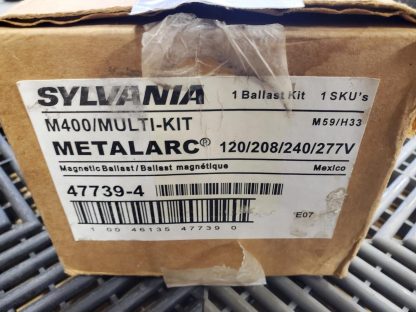 SYLVANIA 1 Ballast Kit 1 SKU's
M400/MULTI-KIT M59/H33
METALARC® 120/208/240/277V
Magnetic Ballast/Ballast magnétique Mexico
47739-4
E07
1 00 46135 47739 0